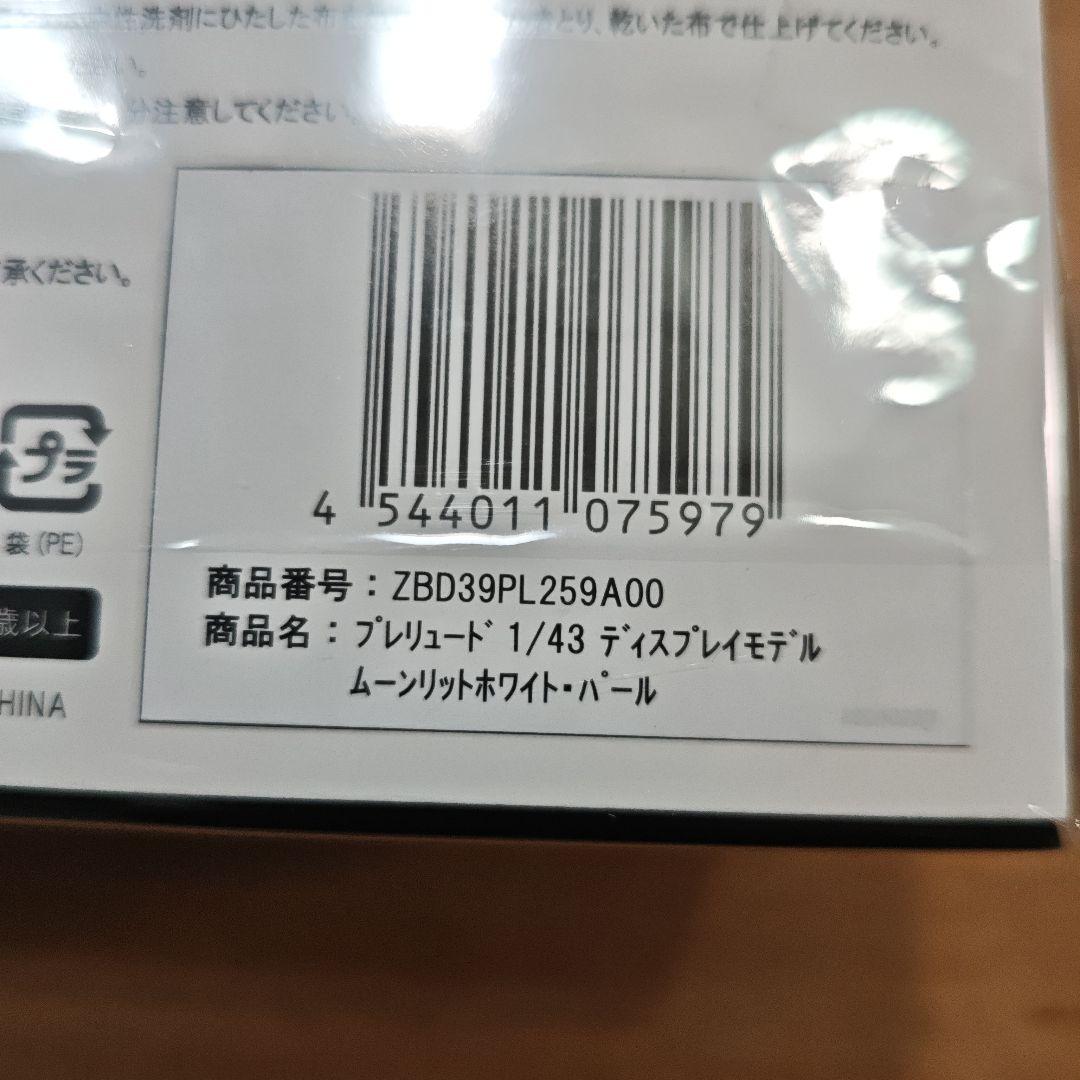 性洗剤にひたした布
とり、乾いた布で仕上げてください。
い。
分注意してください。
承ください。
プラ
袋(PE)
歳以上
HINA
4 544011 075979
商品番号：ZBD39PL259A00
商品名：プレリュード 1/43 ディスプレイモデル
ムーンリットホワイト・パール